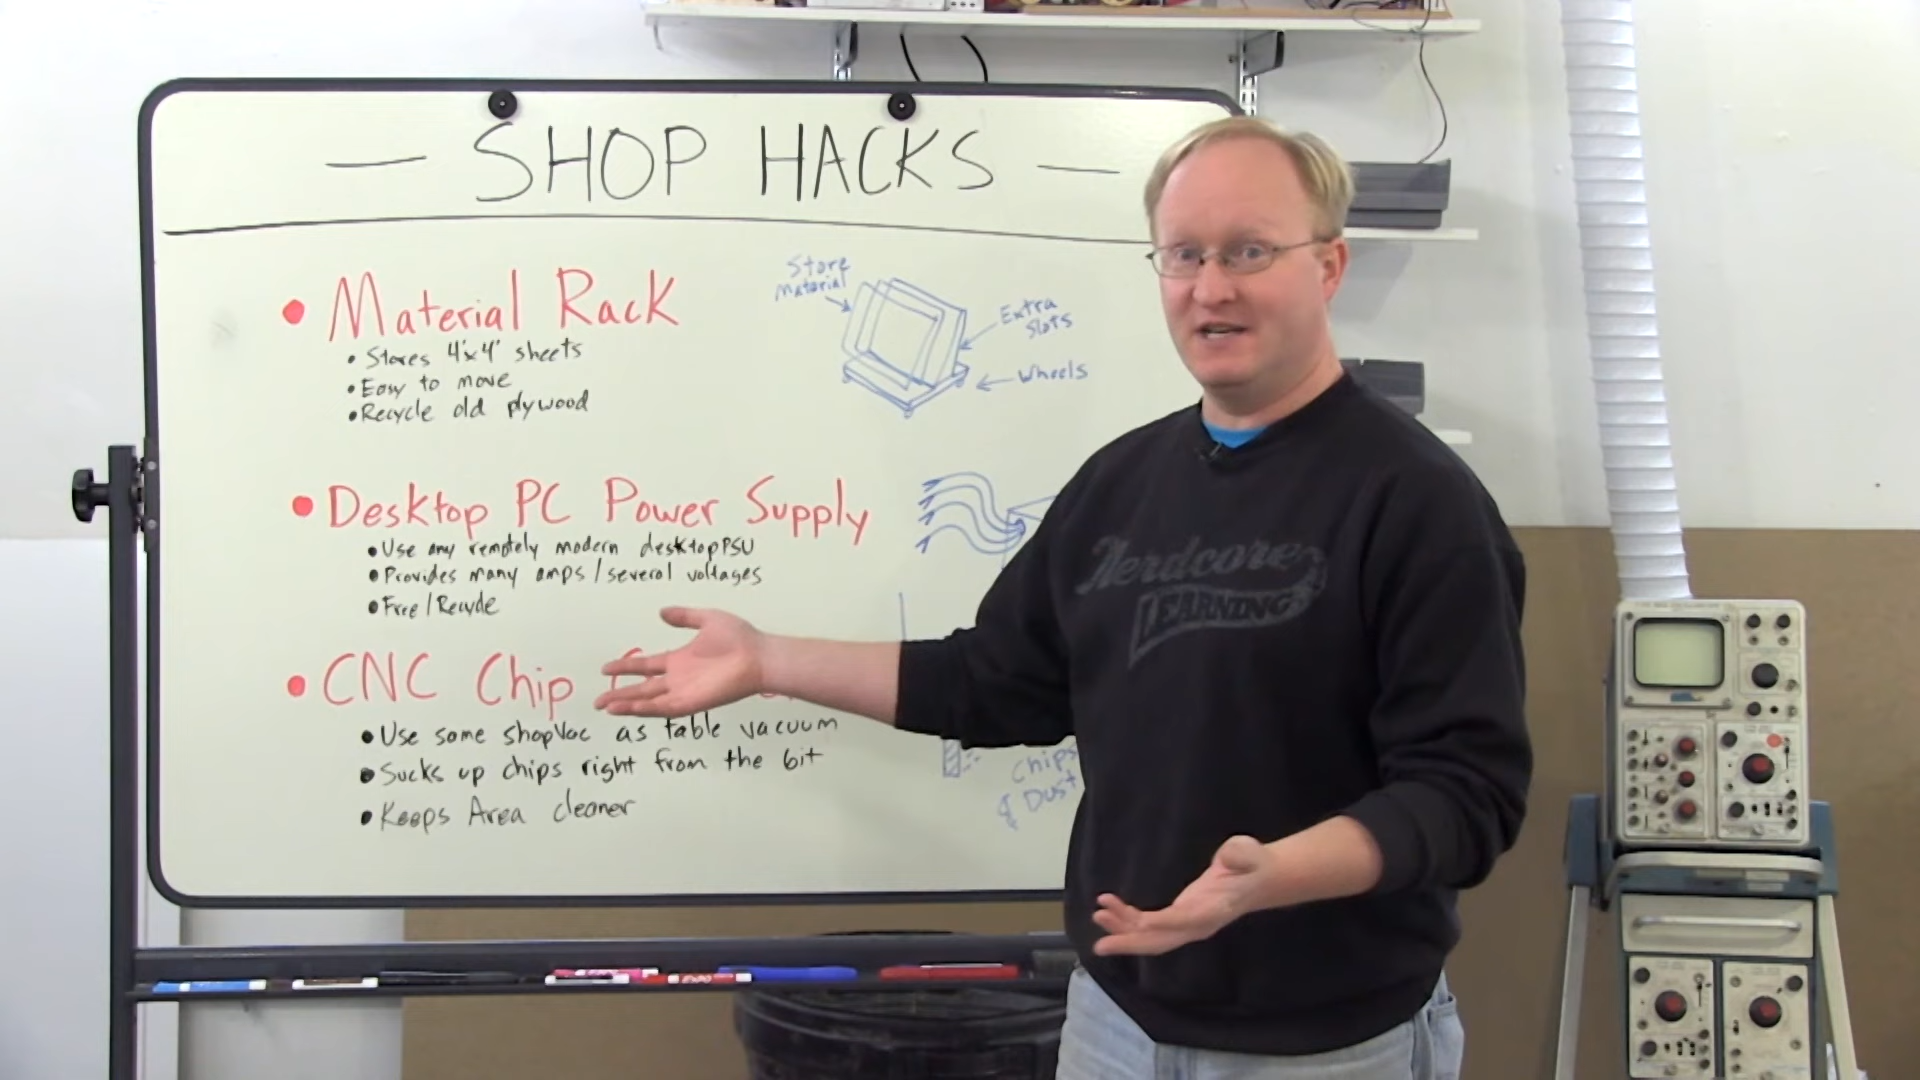 — SHOP HACKS —
• Material Rack
• Stores 4'x4' sheets
• Easy to move
• Recycle old plywood
Store
Material
Extra
Slots
Wheels
• Desktop PC Power Supply
• Use any remotely modern desktop PSU
• Provides many amps / several voltages
• Free / Recycle
• CNC Chip
• Use some shopVac as table vacuum
• Sucks up chips right from the bit
• Keeps Area cleaner
Chips
& Dust
Nerdcore
LEARNING
EXPO